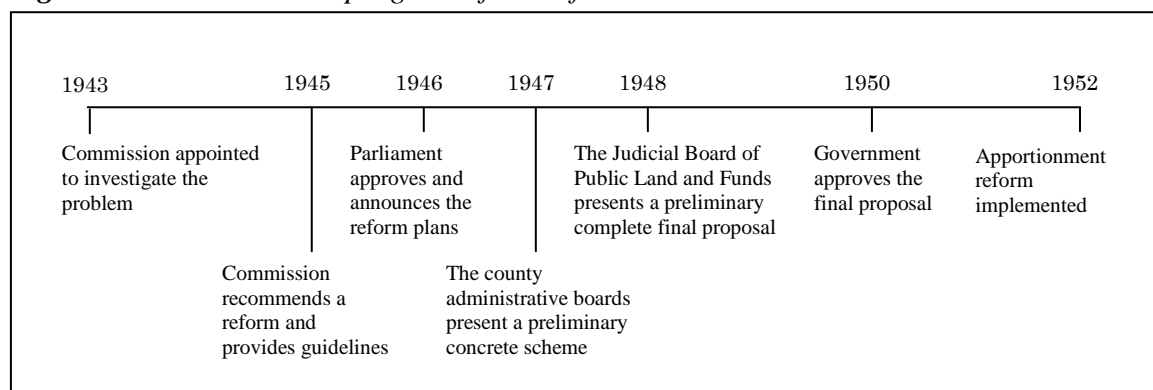 1943 1945 1946 1947 1948 1950 1952
Commission appointed
to investigate the
problem
Commission
recommends a
reform and
provides guidelines
Parliament
approves and
announces the
reform plans
The county
administrative boards
present a preliminary
concrete scheme
The Judicial Board of
Public Land and Funds
presents a preliminary
complete final proposal
Government
approves the
final proposal
Apportionment
reform
implemented